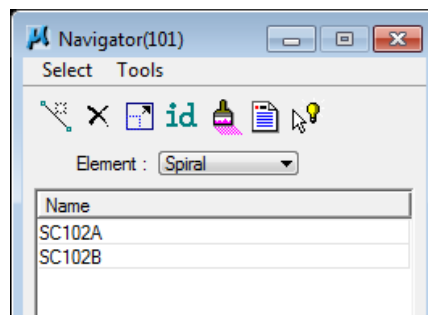 Navigator(101)
Select Tools
id
Element : Spiral
Name
SC102A
SC102B